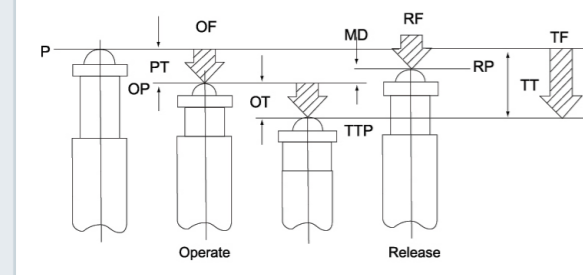 OF
RF
MD
TF
P
PT
RP
OP
OT
TT
TTP
Operate
Release